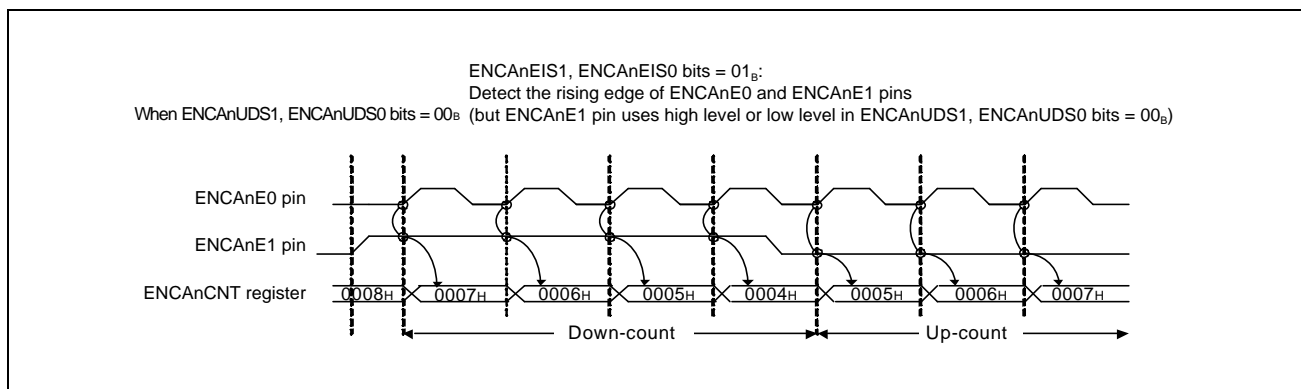 ENCAnEIS1, ENCAnEIS0 bits = 01B:
Detect the rising edge of ENCAnE0 and ENCAnE1 pins
When ENCAnUDS1, ENCAnUDS0 bits = 00B (but ENCAnE1 pin uses high level or low level in ENCAnUDS1, ENCAnUDS0 bits = 00B)
ENCAnE0 pin
ENCAnE1 pin
ENCAnCNT register 0008H 0007H 0006H 0005H 0004H 0005H 0006H 0007H
Down-count Up-count